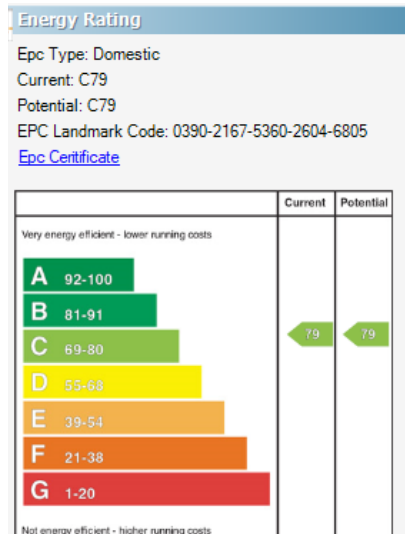 Energy Rating
Epc Type: Domestic
Current: C79
Potential: C79
EPC Landmark Code: 0390-2167-5360-2604-6805
Epc Ceritificate
Current Potential
Very energy efficient - lower running costs
A 92-100
B 81-91
C 69-80
79 79
D 55-68
E 39-54
F 21-38
G 1-20
Not energy efficient - higher running costs